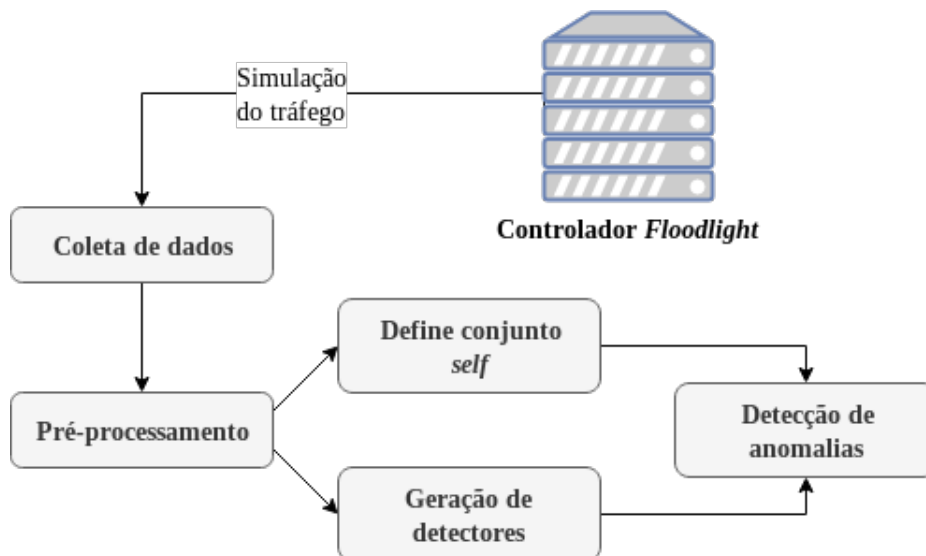 Simulação
do tráfego
Controlador Floodlight
Coleta de dados
Define conjunto
self
Pré-processamento
Detecção de
anomalias
Geração de
detectores